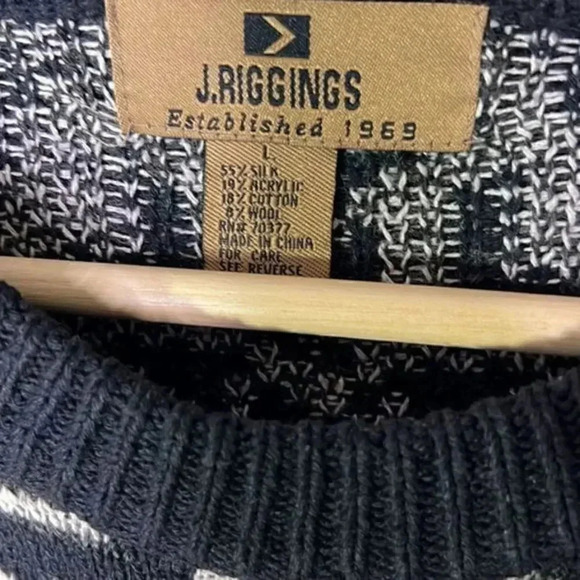 J.RIGGINGS
Established 1969
L
55% SILK
19% ACRYLIC
18% COTTON
8% WOOL
RN# 70377
MADE IN CHINA
FOR CARE
SEE REVERSE